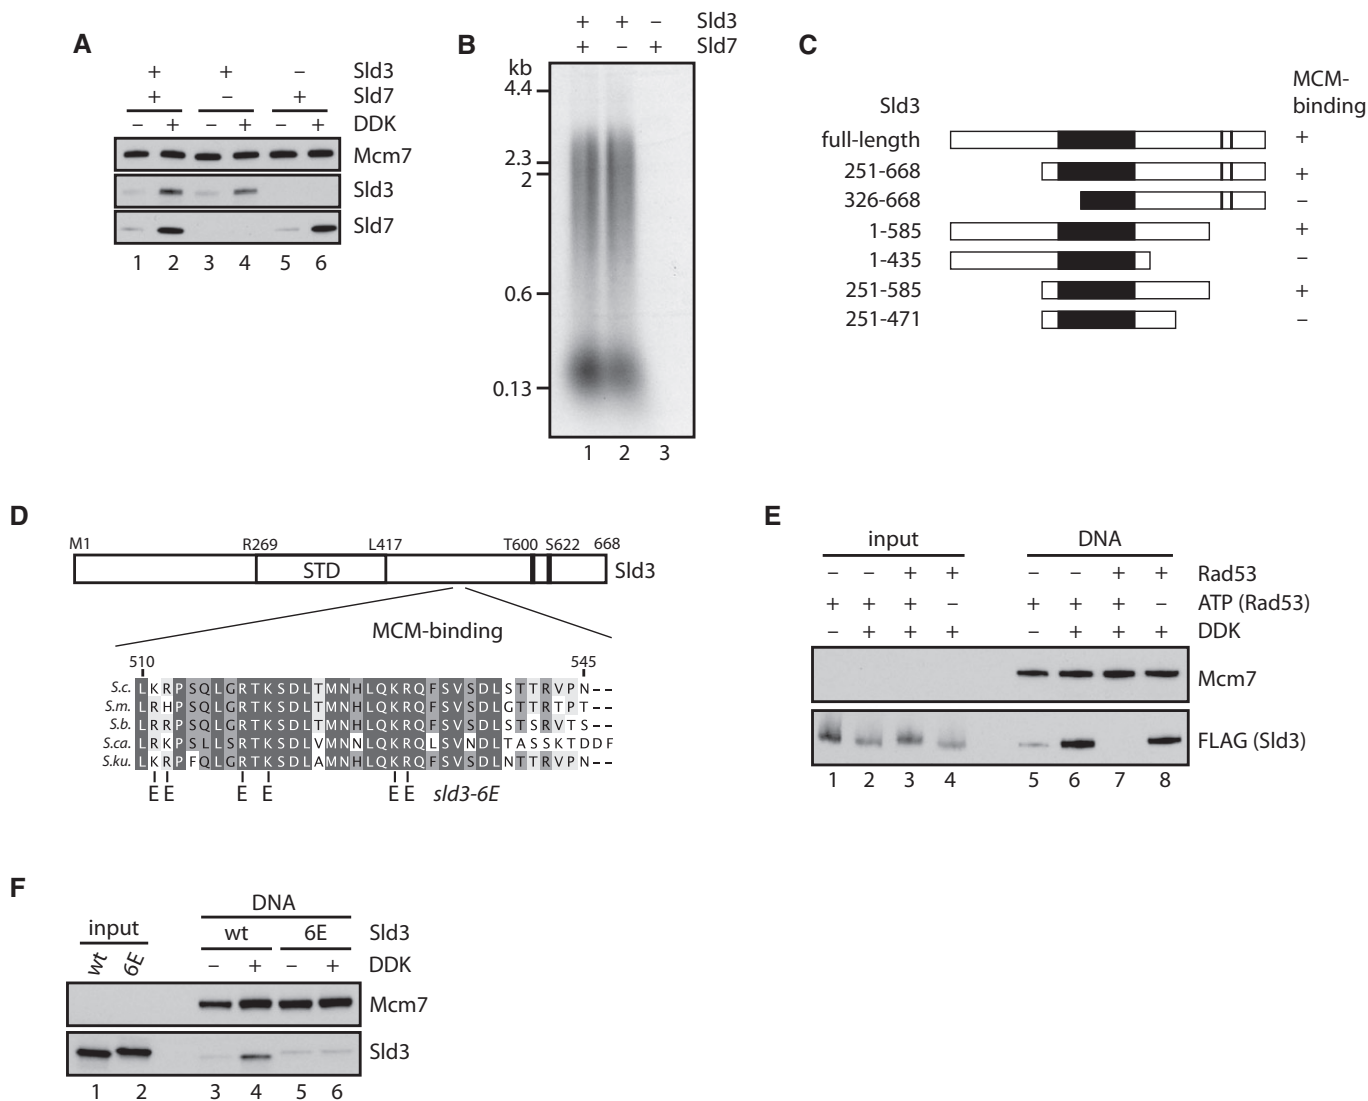 A
+ + – Sld3
+ – + Sld7
– + – + – + DDK
Mcm7
Sld3
Sld7
1 2 3 4 5 6
B
+ + – Sld3
+ – + Sld7
kb
4.4
2.3
2
0.6
0.13
1 2 3
C
Sld3
MCM-
binding
full-length +
251-668 +
326-668 –
1-585 +
1-435 –
251-585 +
251-471 –
D
M1 R269 L417 T600 S622 668
STD Sld3
MCM-binding
510 545
S.c. LKRPSQLGRTKSDLTMNHLQKRQFSVSDLSTTRVPN--
S.m. LRHPSQLGRTKSDLTMNHLQKRQFSVSDLGTTRTPT--
S.b. LRRPSQLGRTKSDLTMNHLQKRQFSVSDLSTSRVTS--
S.ca. LRKPSLLSRTKSDLVMNNLQKRQLSVNDLTASSKTDDF
S.ku. LKRPFQLGRTKSDLAMNHLQKRQFSVSDLNTTRVPN--
E E E E E E sld3-6E
E
input DNA
– – + + – – + + Rad53
+ + + – + + + – ATP (Rad53)
– + + + – + + + DDK
Mcm7
FLAG (Sld3)
1 2 3 4 5 6 7 8
F
DNA
input wt 6E Sld3
wt 6E – + – + DDK
Mcm7
Sld3
1 2 3 4 5 6